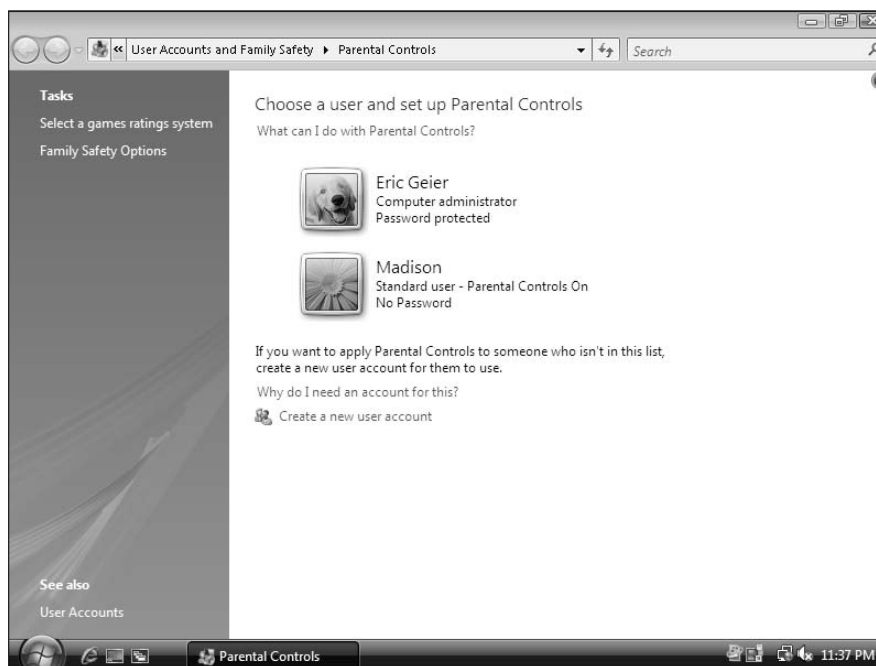 « User Accounts and Family Safety ▸ Parental Controls
Search
Tasks
Select a games ratings system
Family Safety Options
Choose a user and set up Parental Controls
What can I do with Parental Controls?
Eric Geier
Computer administrator
Password protected
Madison
Standard user - Parental Controls On
No Password
If you want to apply Parental Controls to someone who isn't in this list,
create a new user account for them to use.
Why do I need an account for this?
Create a new user account
See also
User Accounts
Parental Controls
11:37 PM